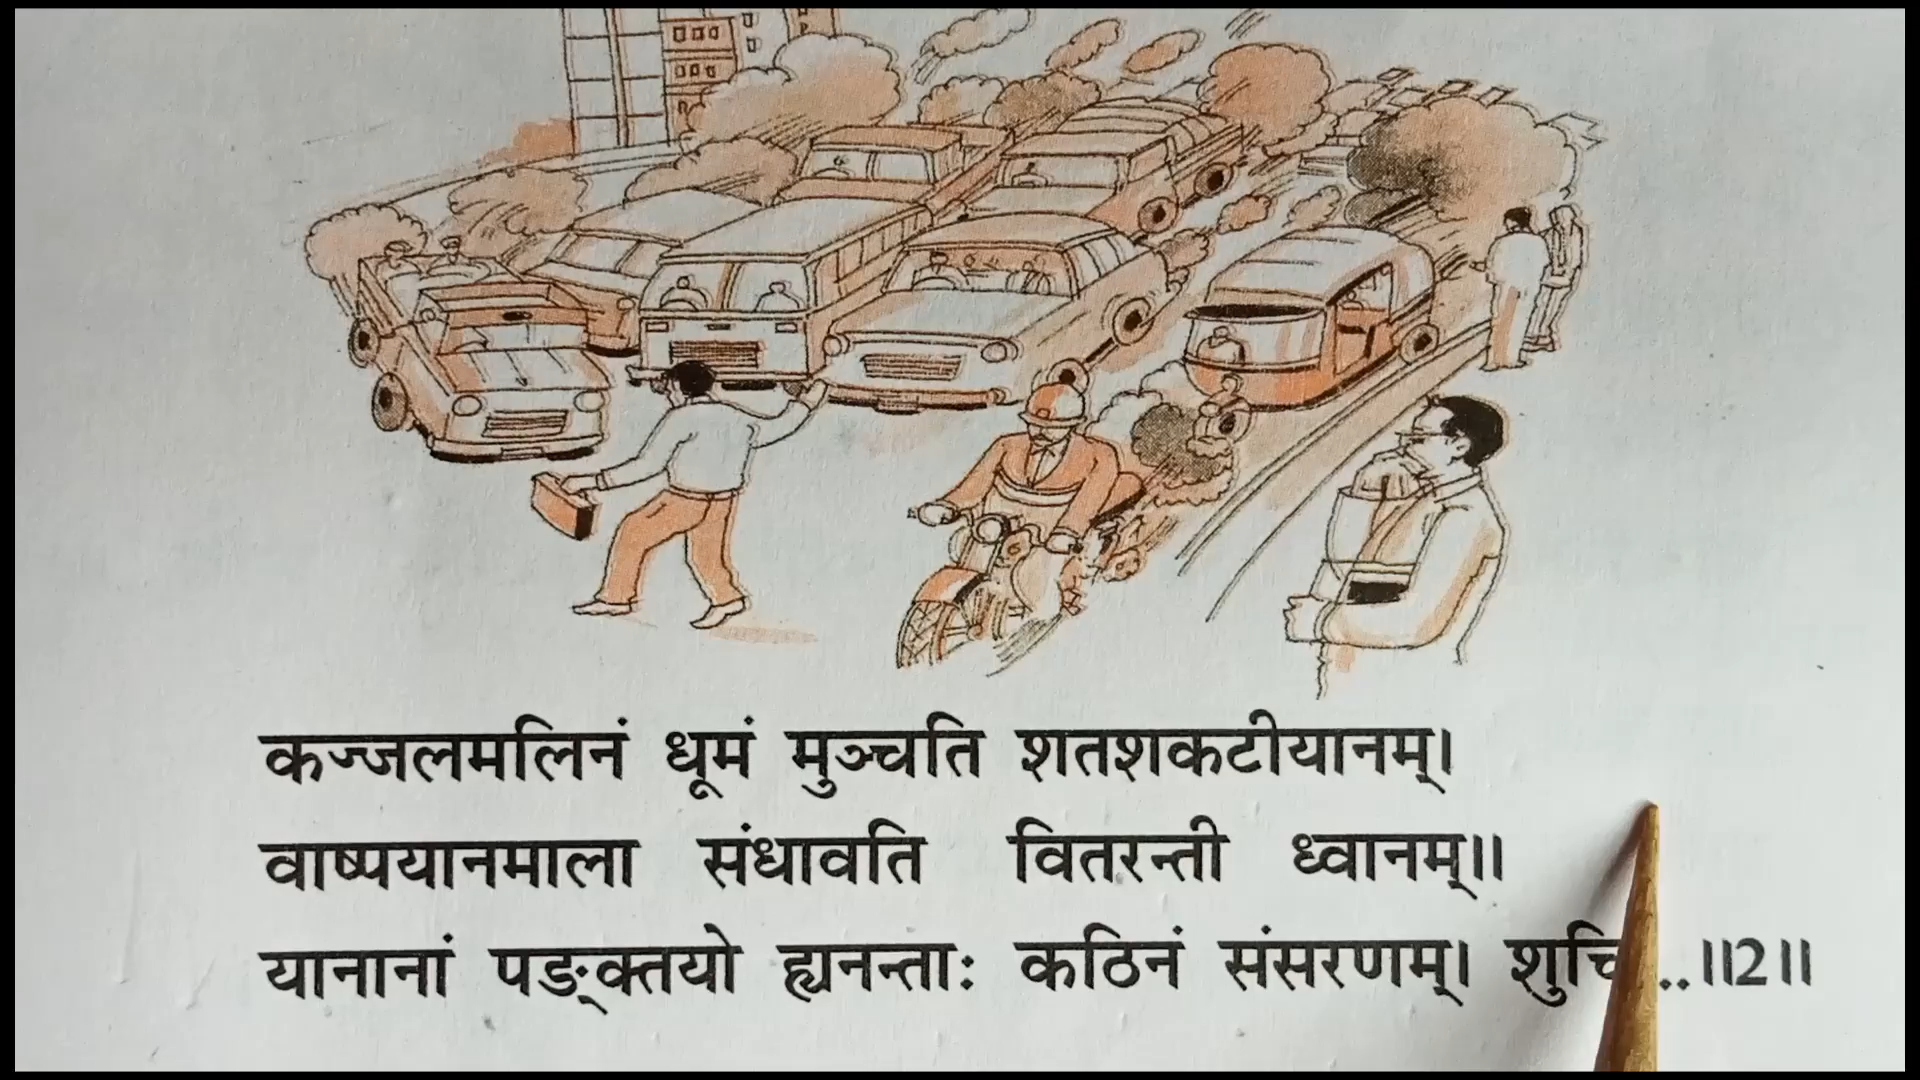 कज्जलमलिनं धूमं मुञ्चति शतशकटीयानम्।
वाष्पयानमाला संधावति वितरन्ती ध्वानम्॥
यानानां पङ्क्तयो ह्यनन्ताः कठिनं संसरणम्। शुचि...॥2॥